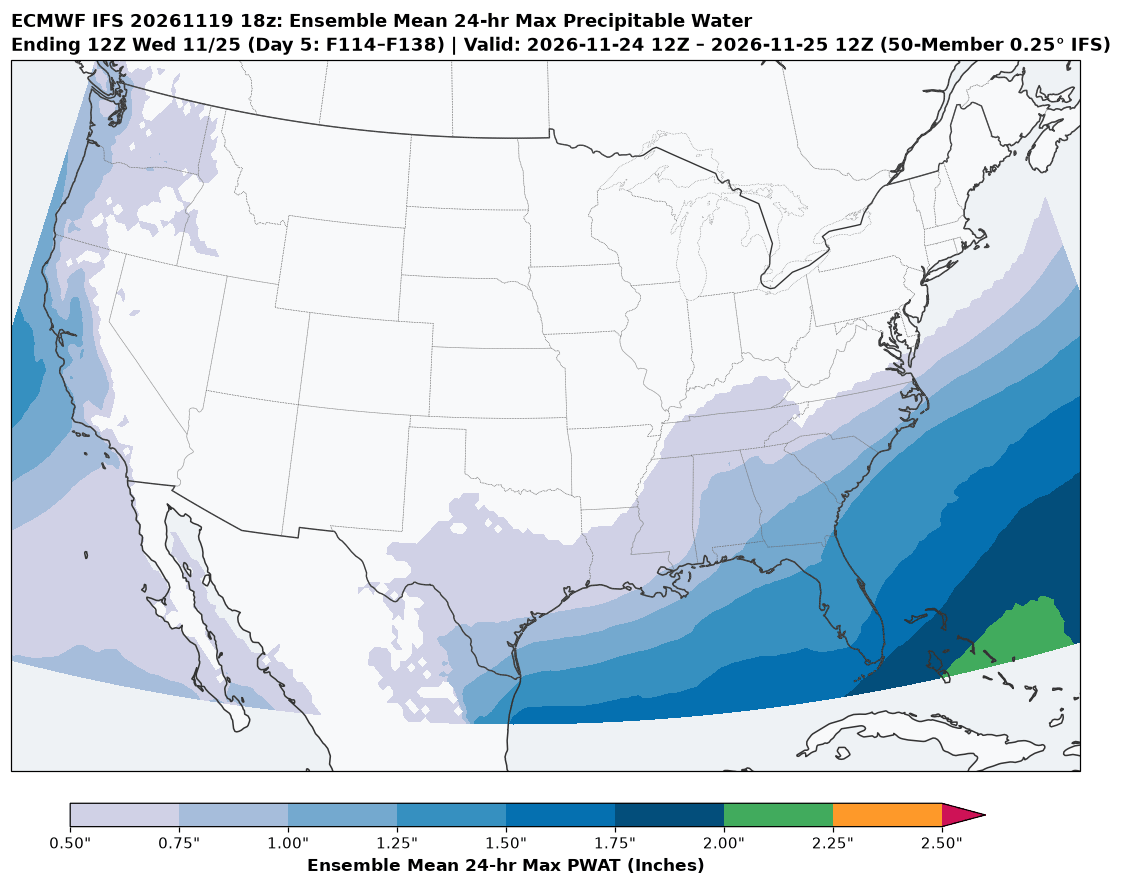 ECMWF IFS 20261119 18z: Ensemble Mean 24-hr Max Precipitable Water
Ending 12Z Wed 11/25 (Day 5: F114–F138) | Valid: 2026-11-24 12Z – 2026-11-25 12Z (50-Member 0.25° IFS)
0.50" 0.75" 1.00" 1.25" 1.50" 1.75" 2.00" 2.25" 2.50"
Ensemble Mean 24-hr Max PWAT (Inches)